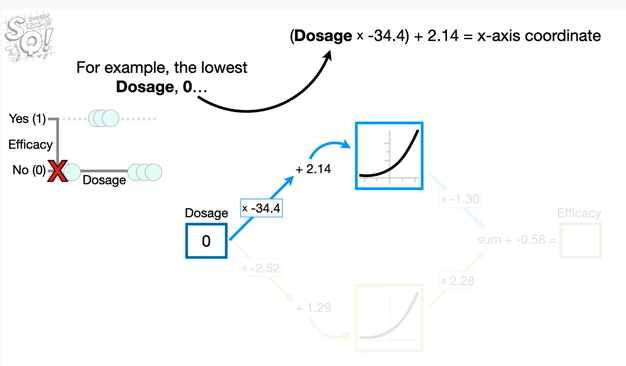 SQ!
(Dosage x -34.4) + 2.14 = x-axis coordinate
For example, the lowest
Dosage, 0...
Yes (1)
Efficacy
No (0)
X
Dosage
+ 2.14
x -34.4
Dosage
0
x -1.30
Efficacy
sum + -0.58 =
x -2.52
x 2.28
+ 1.29